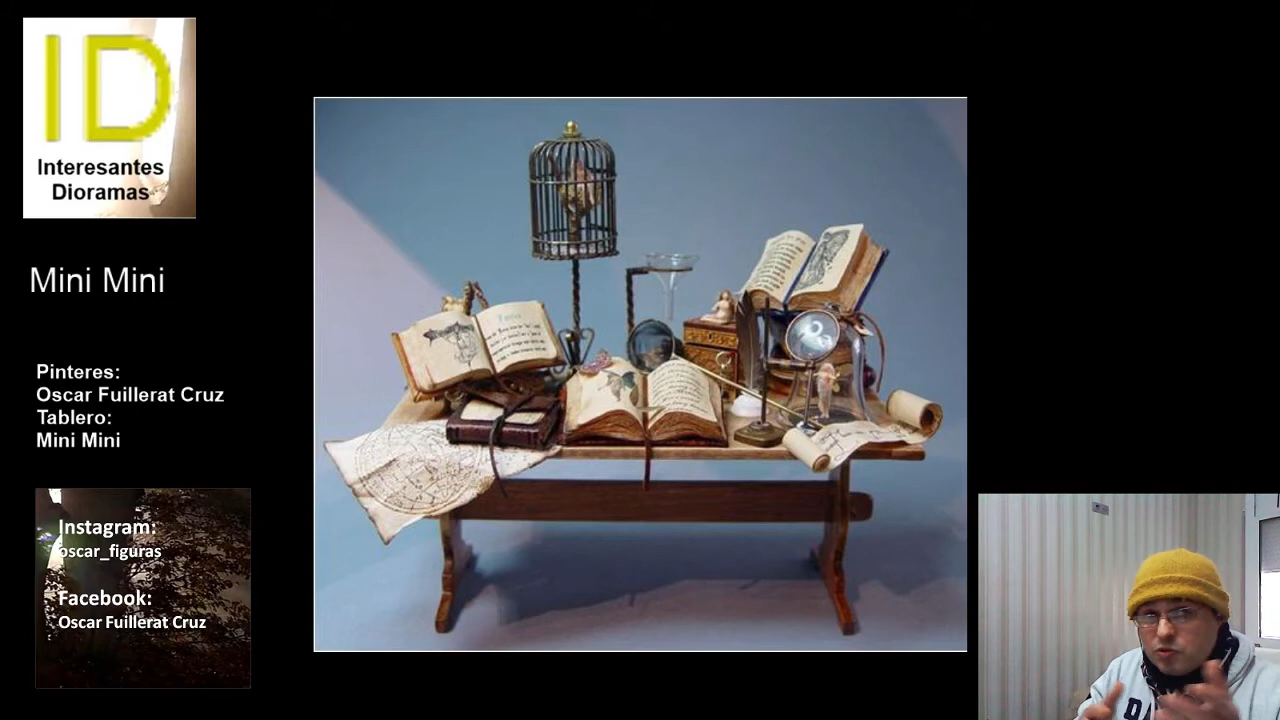 ID
Interesantes
Dioramas
Mini Mini
Pinteres:
Oscar Fuillerat Cruz
Tablero:
Mini Mini
Instagram:
oscar_figuras
Facebook:
Oscar Fuillerat Cruz